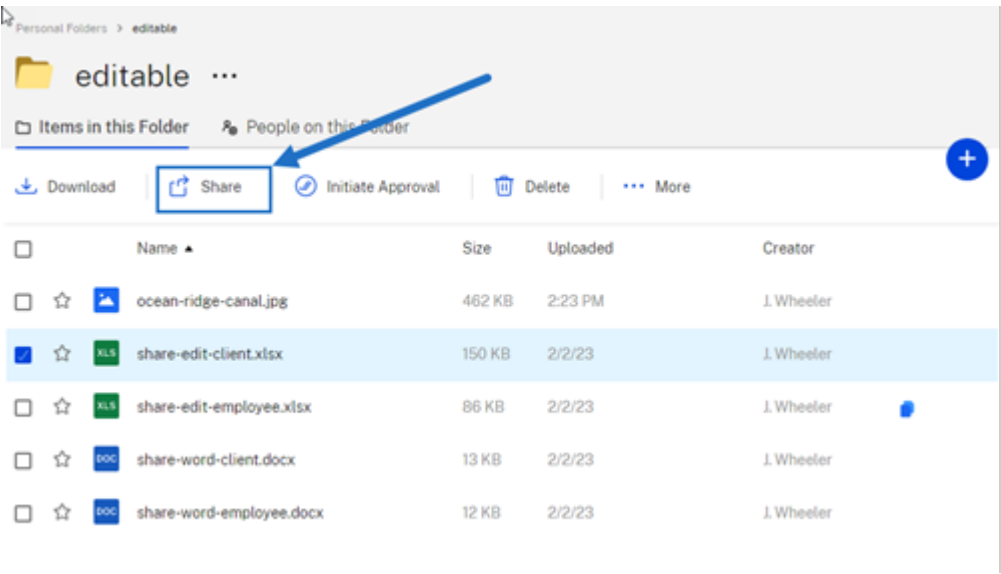 Personal Folders > editable
editable ...
Items in this Folder People on this Folder
Download Share Initiate Approval Delete ... More
Name Size Uploaded Creator
ocean-ridge-canal.jpg 462 KB 2:23 PM J. Wheeler
XLS share-edit-client.xlsx 150 KB 2/2/23 J. Wheeler
XLS share-edit-employee.xlsx 86 KB 2/2/23 J. Wheeler
DOC share-word-client.docx 13 KB 2/2/23 J. Wheeler
DOC share-word-employee.docx 12 KB 2/2/23 J. Wheeler